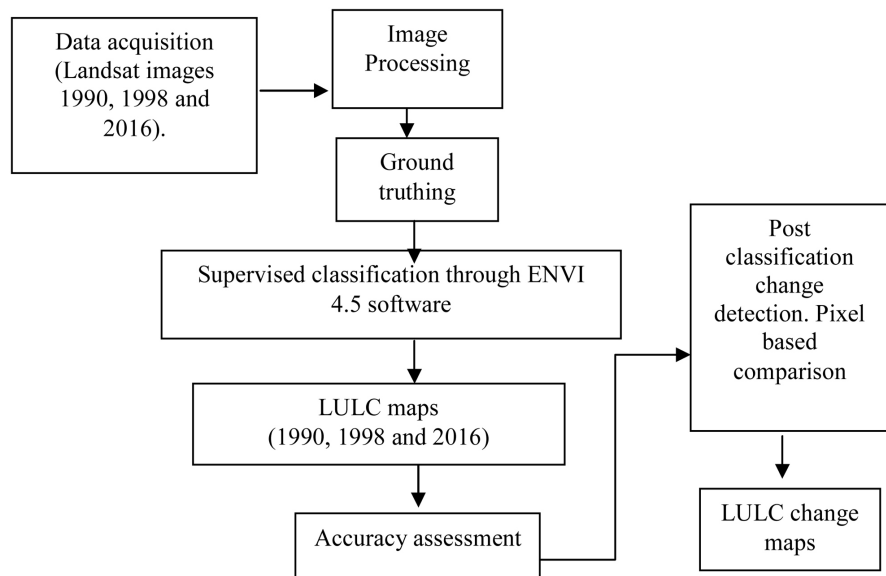 Data acquisition
(Landsat images
1990, 1998 and
2016).
Image
Processing
Ground
truthing
Supervised classification through ENVI
4.5 software
LULC maps
(1990, 1998 and 2016)
Accuracy assessment
Post
classification
change
detection. Pixel
based
comparison
LULC change
maps